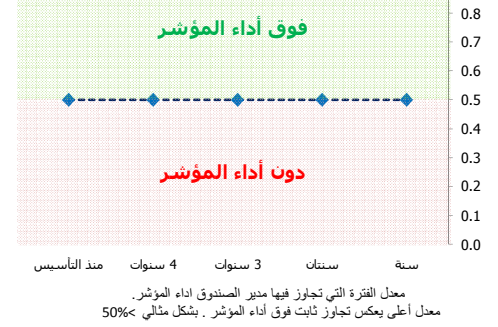 0.8
فوق أداء المؤشر
0.7
0.6
0.5
0.4
0.3
دون أداء المؤشر
0.2
0.1
0.0
سنة
سنتان
3 سنوات
4 سنوات
منذ التأسيس
معدل الفترة التي تجاوز فيها مدير الصندوق اداء المؤشر.
معدل أعلى يعكس تجاوز ثابت فوق أداء المؤشر . بشكل مثالي >50%